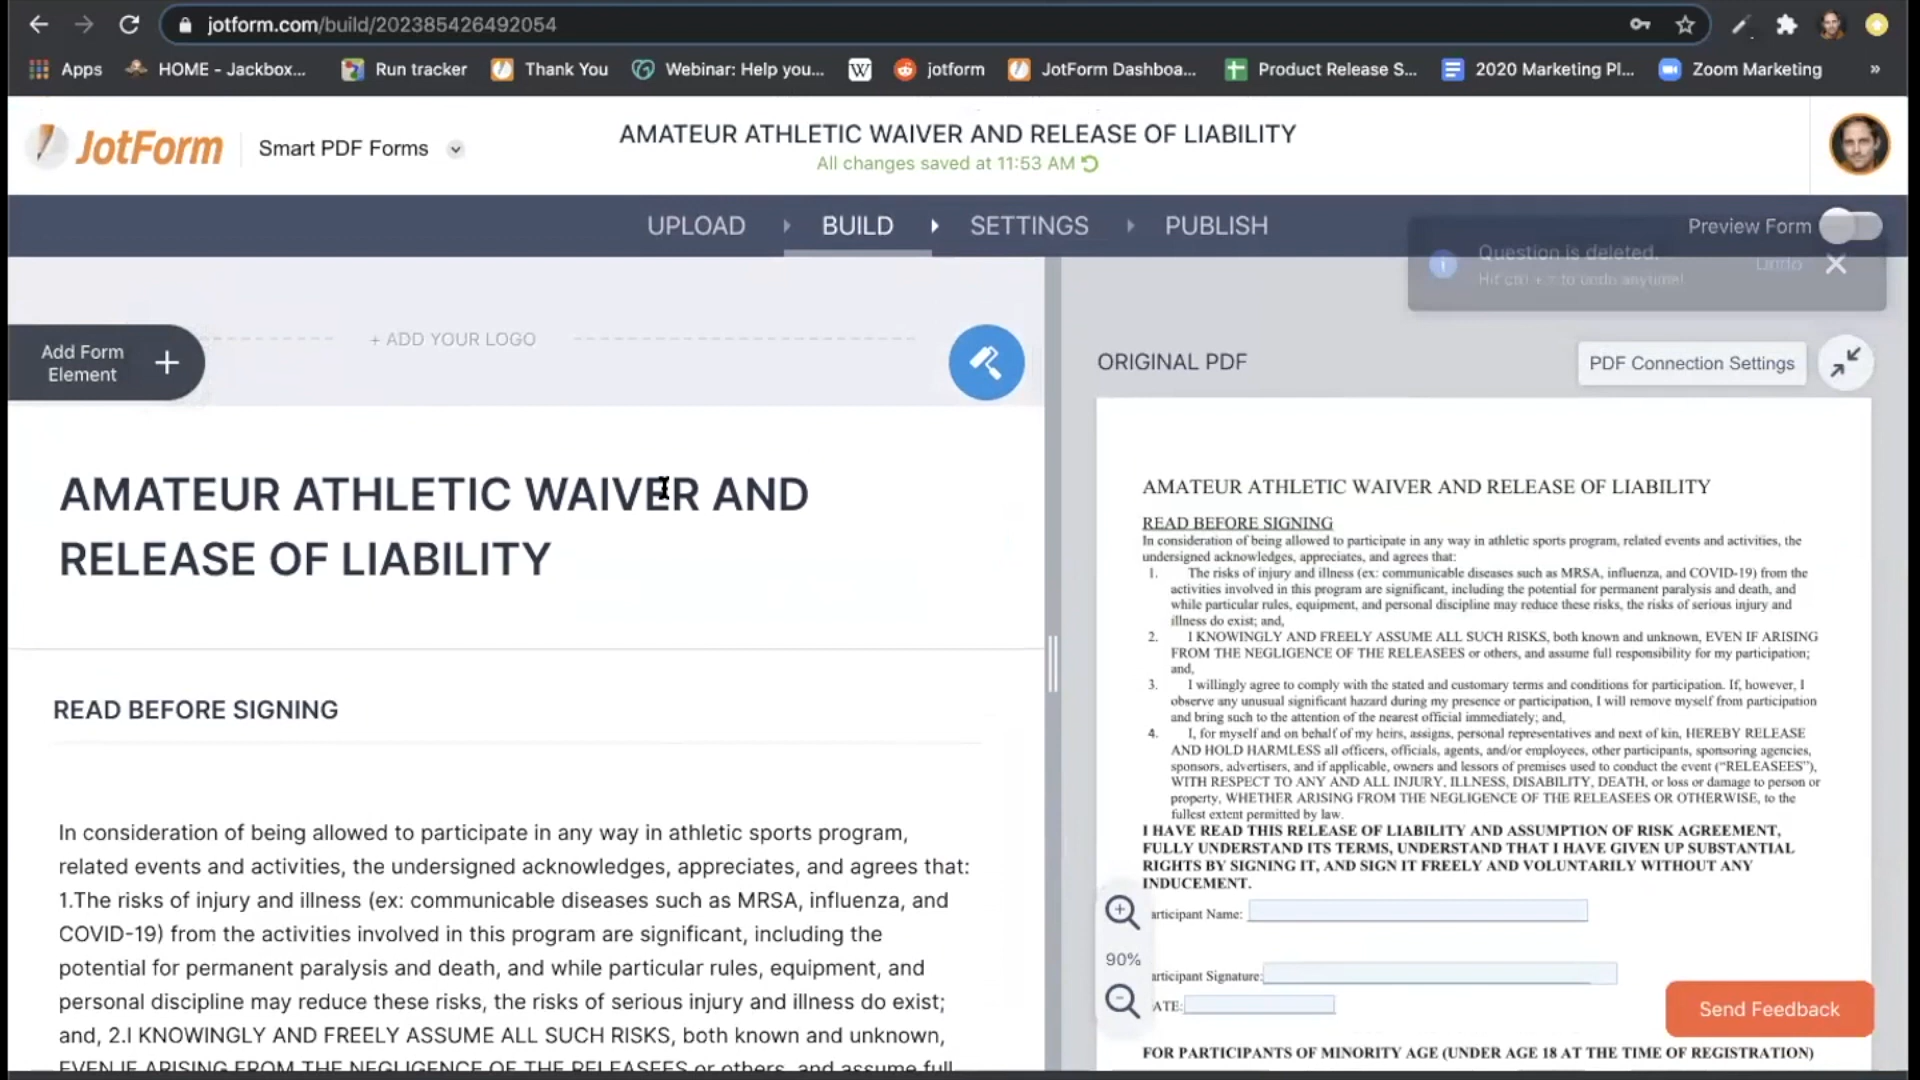 jotform.com/build/202385426492054
Apps
HOME - Jackbox...
Run tracker
Thank You
Webinar: Help you...
W
jotform
JotForm Dashboa...
Product Release S...
2020 Marketing Pl...
Zoom Marketing
»
JotForm
Smart PDF Forms
AMATEUR ATHLETIC WAIVER AND RELEASE OF LIABILITY
All changes saved at 11:53 AM
UPLOAD
BUILD
SETTINGS
PUBLISH
Preview Form
Question is deleted.
Undo
Hit ctrl + z to undo anytime!
Add Form
Element
+ ADD YOUR LOGO
AMATEUR ATHLETIC WAIVER AND
RELEASE OF LIABILITY
READ BEFORE SIGNING
In consideration of being allowed to participate in any way in athletic sports program,
related events and activities, the undersigned acknowledges, appreciates, and agrees that:
1.The risks of injury and illness (ex: communicable diseases such as MRSA, influenza, and
COVID-19) from the activities involved in this program are significant, including the
potential for permanent paralysis and death, and while particular rules, equipment, and
personal discipline may reduce these risks, the risks of serious injury and illness do exist;
and, 2.I KNOWINGLY AND FREELY ASSUME ALL SUCH RISKS, both known and unknown,
EVEN IF ARISING FROM THE NEGLIGENCE OF THE RELEASEES or others, and assume full
ORIGINAL PDF
PDF Connection Settings
AMATEUR ATHLETIC WAIVER AND RELEASE OF LIABILITY
READ BEFORE SIGNING
In consideration of being allowed to participate in any way in athletic sports program, related events and activities, the
undersigned acknowledges, appreciates, and agrees that:
1. The risks of injury and illness (ex: communicable diseases such as MRSA, influenza, and COVID-19) from the
activities involved in this program are significant, including the potential for permanent paralysis and death, and
while particular rules, equipment, and personal discipline may reduce these risks, the risks of serious injury and
illness do exist; and,
2. I KNOWINGLY AND FREELY ASSUME ALL SUCH RISKS, both known and unknown, EVEN IF ARISING
FROM THE NEGLIGENCE OF THE RELEASEES or others, and assume full responsibility for my participation;
and,
3. I willingly agree to comply with the stated and customary terms and conditions for participation. If, however, I
observe any unusual significant hazard during my presence or participation, I will remove myself from participation
and bring such to the attention of the nearest official immediately; and,
4. I, for myself and on behalf of my heirs, assigns, personal representatives and next of kin, HEREBY RELEASE
AND HOLD HARMLESS all officers, officials, agents, and/or employees, other participants, sponsoring agencies,
sponsors, advertisers, and if applicable, owners and lessors of premises used to conduct the event (“RELEASEES”),
WITH RESPECT TO ANY AND ALL INJURY, ILLNESS, DISABILITY, DEATH, or loss or damage to person or
property, WHETHER ARISING FROM THE NEGLIGENCE OF THE RELEASEES OR OTHERWISE, to the
fullest extent permitted by law.
I HAVE READ THIS RELEASE OF LIABILITY AND ASSUMPTION OF RISK AGREEMENT,
FULLY UNDERSTAND ITS TERMS, UNDERSTAND THAT I HAVE GIVEN UP SUBSTANTIAL
RIGHTS BY SIGNING IT, AND SIGN IT FREELY AND VOLUNTARILY WITHOUT ANY
INDUCEMENT.
articipant Name:
90%
articipant Signature:
ATE:
Send Feedback
FOR PARTICIPANTS OF MINORITY AGE (UNDER AGE 18 AT THE TIME OF REGISTRATION)